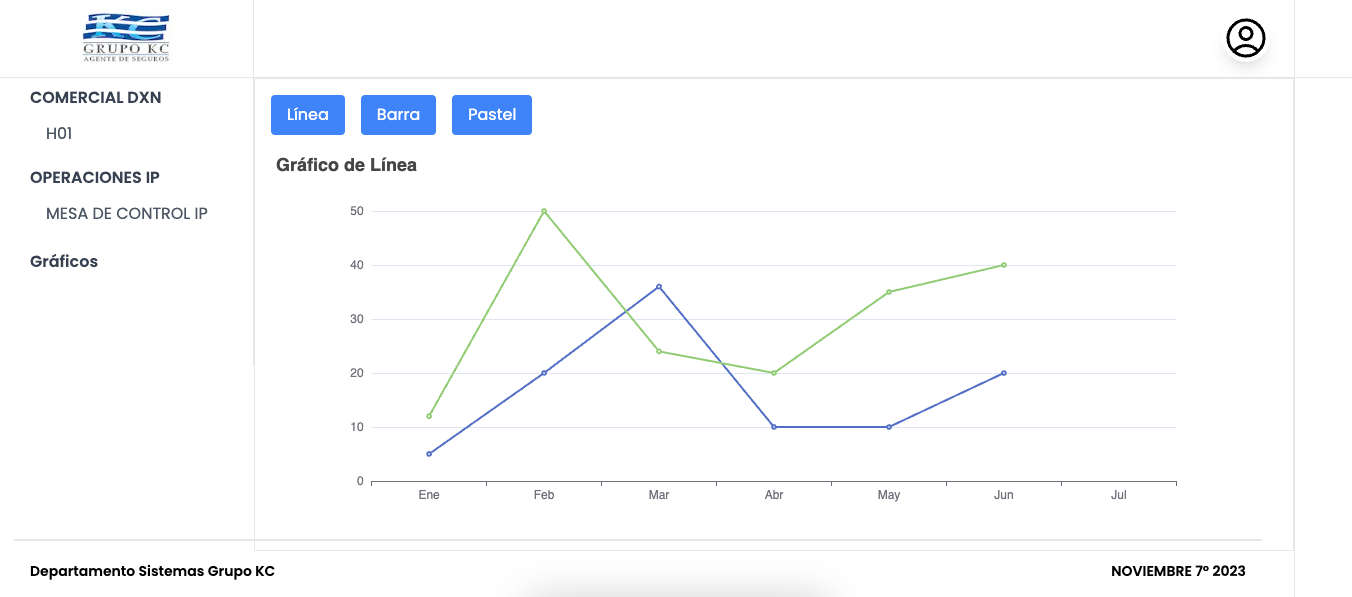 KC
GRUPO KC
AGENTE DE SEGUROS
COMERCIAL DXN
H01
OPERACIONES IP
MESA DE CONTROL IP
Gráficos
Línea Barra Pastel
Gráfico de Línea
50
40
30
20
10
0
Ene Feb Mar Abr May Jun Jul
Departamento Sistemas Grupo KC
NOVIEMBRE 7º 2023